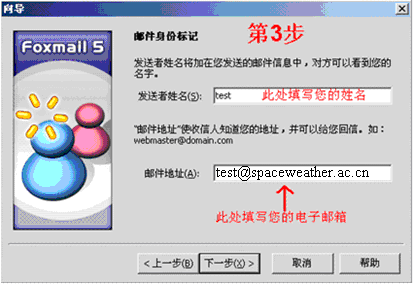 向导
Foxmail 5
邮件身份标记
第3步
发送者姓名将加在您发送的邮件信息中，对方可以看到您的
名字。
发送者姓名(S):
test
此处填写您的姓名
"邮件地址"使收信人知道您的地址，并可以给您回信。如：
webmaster@domain.com
邮件地址(A):
test@spaceweather.ac.cn
此处填写您的电子邮箱
<上一步(B)
下一步(X)>
取消
帮助